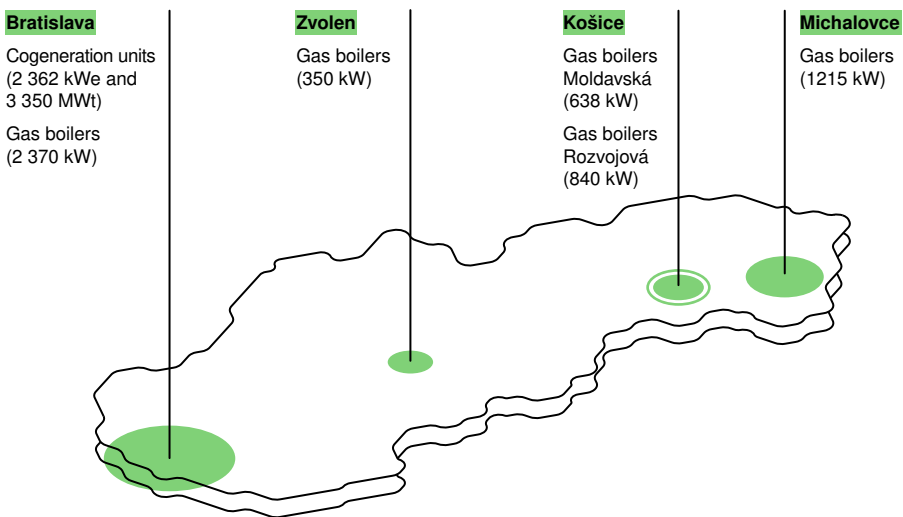 Bratislava
Cogeneration units
(2 362 kWe and
3 350 MWt)
Gas boilers
(2 370 kW)
Zvolen
Gas boilers
(350 kW)
Košice
Gas boilers
Moldavská
(638 kW)
Gas boilers
Rozvojová
(840 kW)
Michalovce
Gas boilers
(1215 kW)